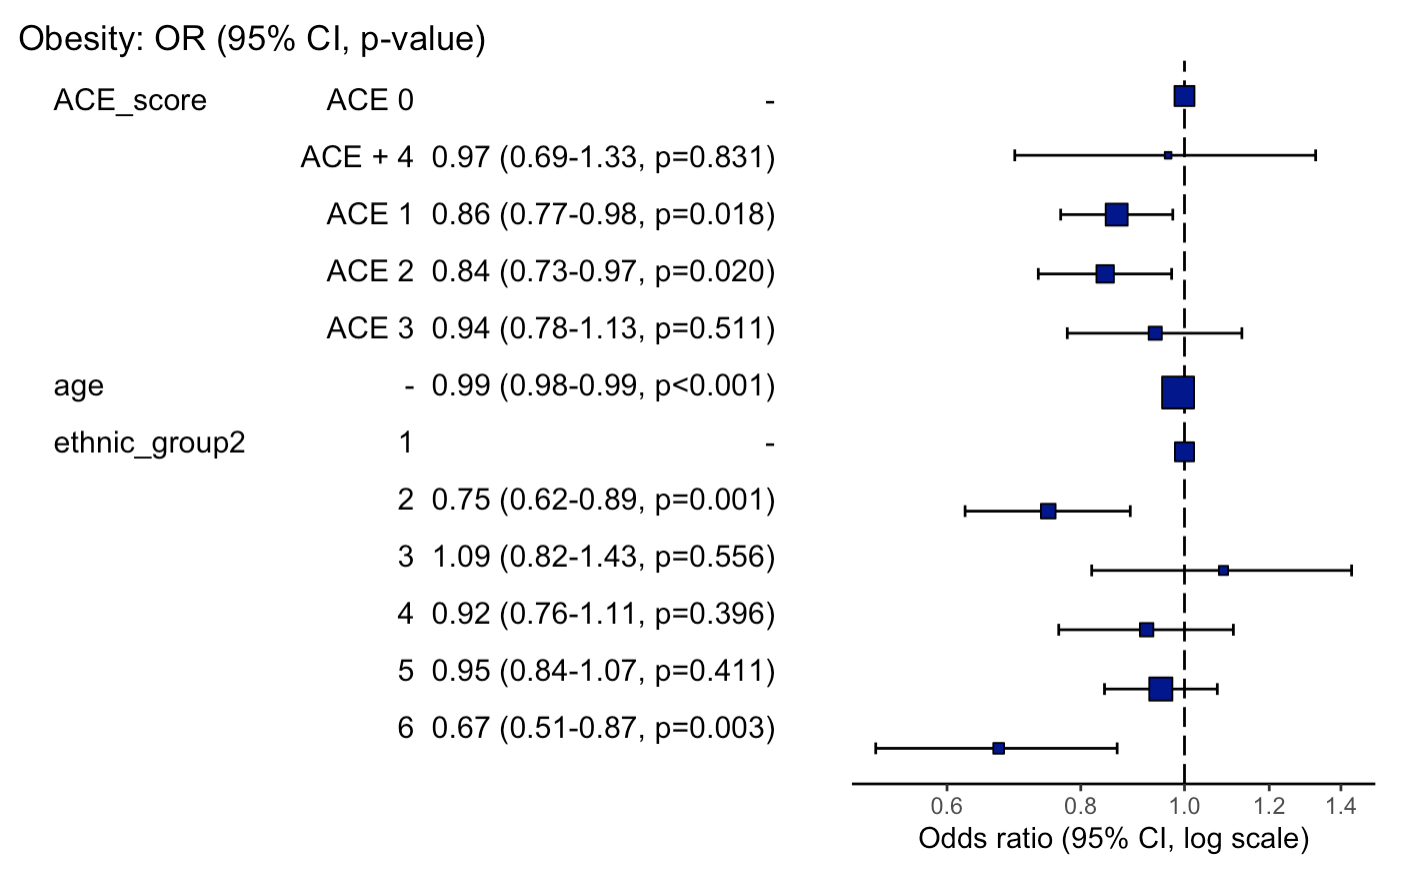 Obesity: OR (95% CI, p-value)
ACE_score ACE 0 -
ACE + 4 0.97 (0.69-1.33, p=0.831)
ACE 1 0.86 (0.77-0.98, p=0.018)
ACE 2 0.84 (0.73-0.97, p=0.020)
ACE 3 0.94 (0.78-1.13, p=0.511)
age - 0.99 (0.98-0.99, p<0.001)
ethnic_group2 1 -
2 0.75 (0.62-0.89, p=0.001)
3 1.09 (0.82-1.43, p=0.556)
4 0.92 (0.76-1.11, p=0.396)
5 0.95 (0.84-1.07, p=0.411)
6 0.67 (0.51-0.87, p=0.003)
0.6 0.8 1.0 1.2 1.4
Odds ratio (95% CI, log scale)